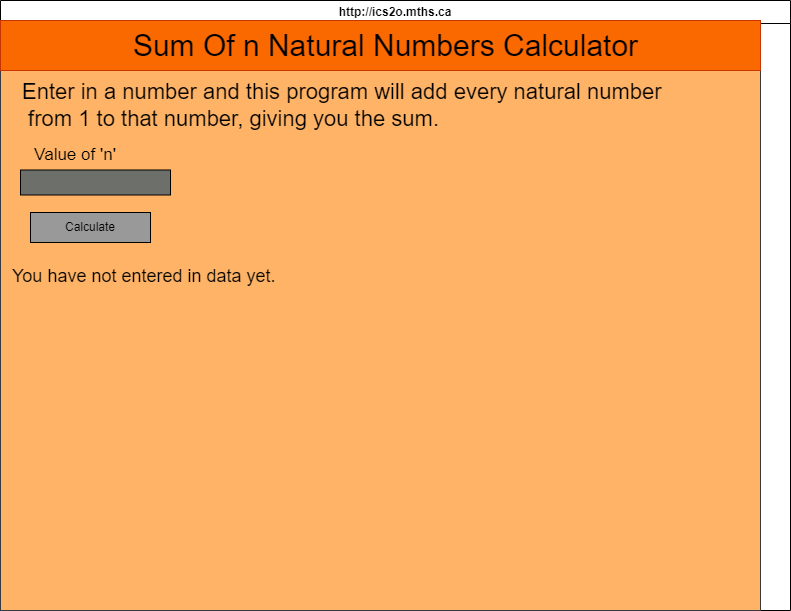 http://ics2o.mths.ca
Sum Of n Natural Numbers Calculator
Enter in a number and this program will add every natural number
from 1 to that number, giving you the sum.
Value of 'n'
Calculate
You have not entered in data yet.